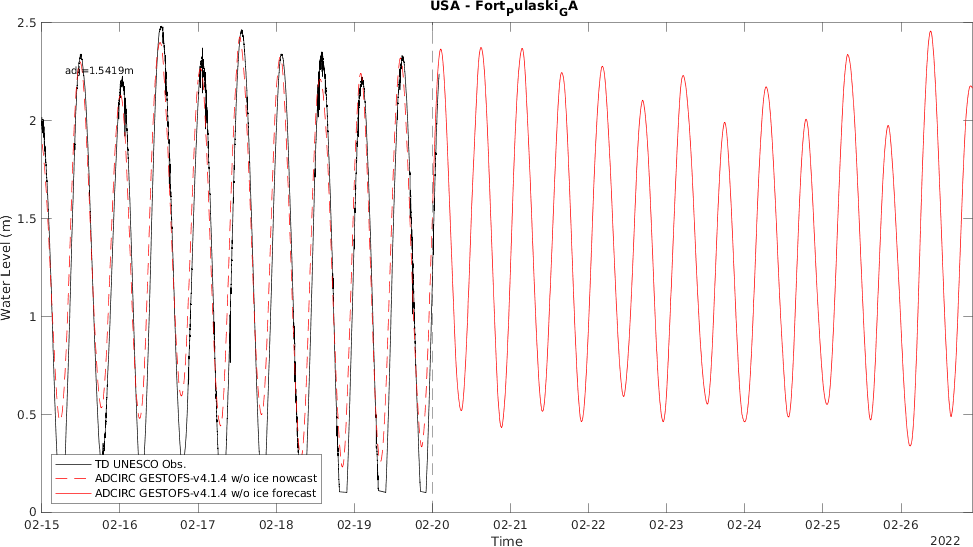 USA - Fort_Pulaski_GA
2.5
adj=1.5419m
2
1.5
1
0.5
0
Water Level (m)
TD UNESCO Obs.
ADCIRC GESTOFS-v4.1.4 w/o ice nowcast
ADCIRC GESTOFS-v4.1.4 w/o ice forecast
02-15 02-16 02-17 02-18 02-19 02-20 02-21 02-22 02-23 02-24 02-25 02-26
Time
2022